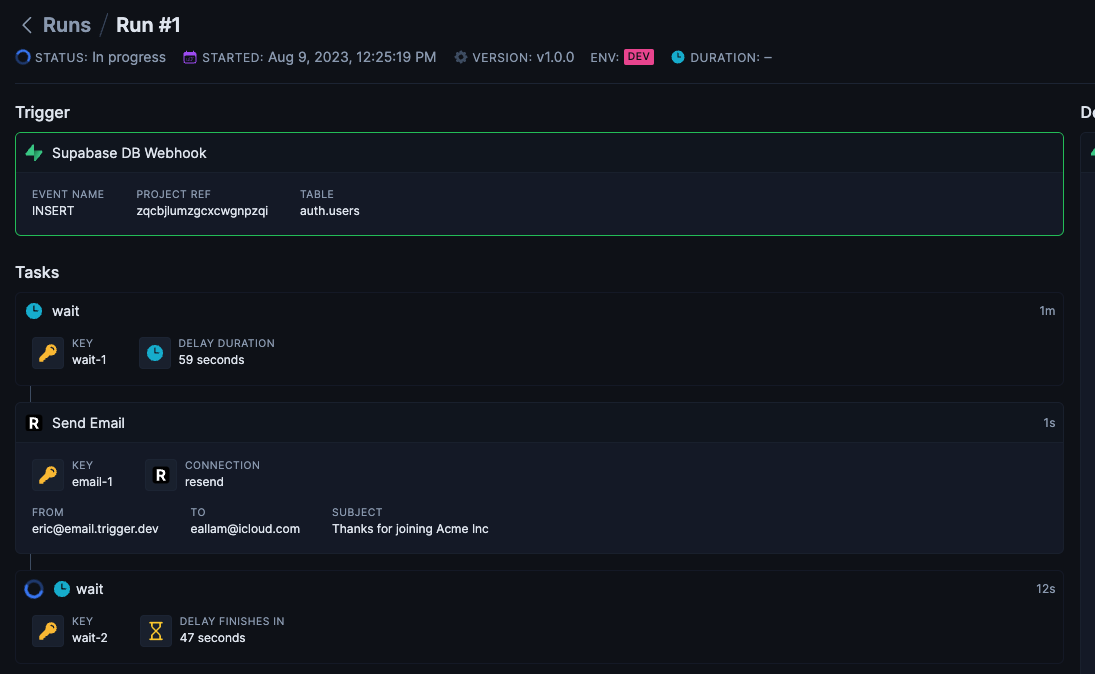 Runs / Run #1
STATUS: In progress STARTED: Aug 9, 2023, 12:25:19 PM VERSION: v1.0.0 ENV: DEV DURATION: –
Trigger
Supabase DB Webhook
EVENT NAME PROJECT REF TABLE
INSERT zqcbjlumzgcxcwgnpzqi auth.users
Tasks
wait 1m
KEY DELAY DURATION
wait-1 59 seconds
R Send Email 1s
KEY R CONNECTION
email-1 resend
FROM TO SUBJECT
eric@email.trigger.dev eallam@icloud.com Thanks for joining Acme Inc
wait 12s
KEY DELAY FINISHES IN
wait-2 47 seconds